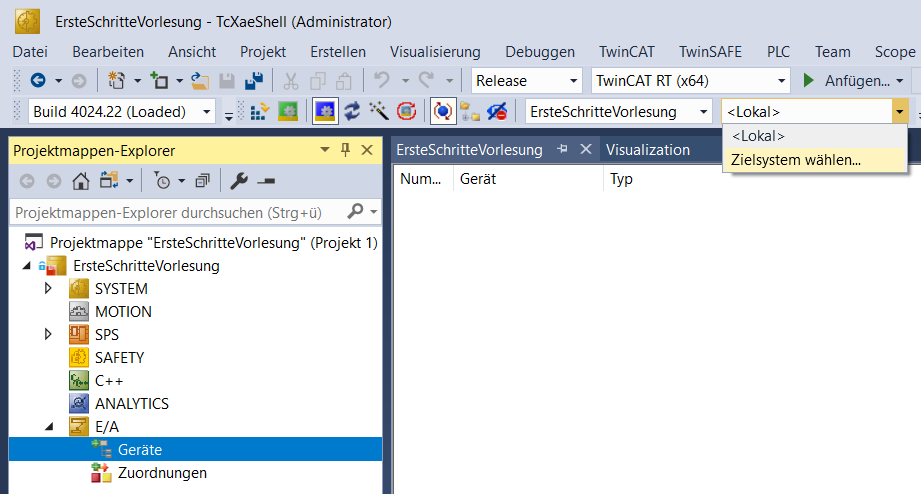 ErsteSchritteVorlesung - TcXaeShell (Administrator)
Datei Bearbeiten Ansicht Projekt Erstellen Visualisierung Debuggen TwinCAT TwinSAFE PLC Team Scope
Release TwinCAT RT (x64) Anfügen...
Build 4024.22 (Loaded) ErsteSchritteVorlesung <Lokal>
<Lokal>
Zielsystem wählen...
Projektmappen-Explorer
Projektmappen-Explorer durchsuchen (Strg+ü)
Projektmappe "ErsteSchritteVorlesung" (Projekt 1)
ErsteSchritteVorlesung
SYSTEM
MOTION
SPS
SAFETY
C++
ANALYTICS
E/A
Geräte
Zuordnungen
ErsteSchritteVorlesung Visualization
Num... Gerät Typ